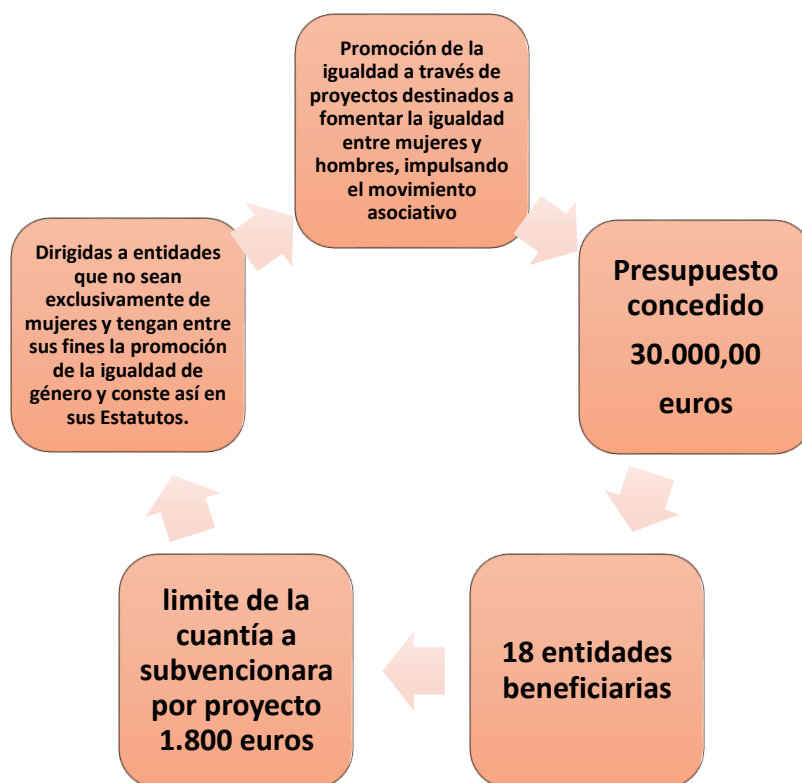 Promoción de la
igualdad a través de
proyectos destinados a
fomentar la igualdad
entre mujeres y
hombres, impulsando
el movimiento
asociativo
Presupuesto
concedido
30.000,00
euros
18 entidades
beneficiarias
limite de la
cuantía a
subvencionara
por proyecto
1.800 euros
Dirigidas a entidades
que no sean
exclusivamente de
mujeres y tengan entre
sus fines la promoción
de la igualdad de
género y conste así en
sus Estatutos.